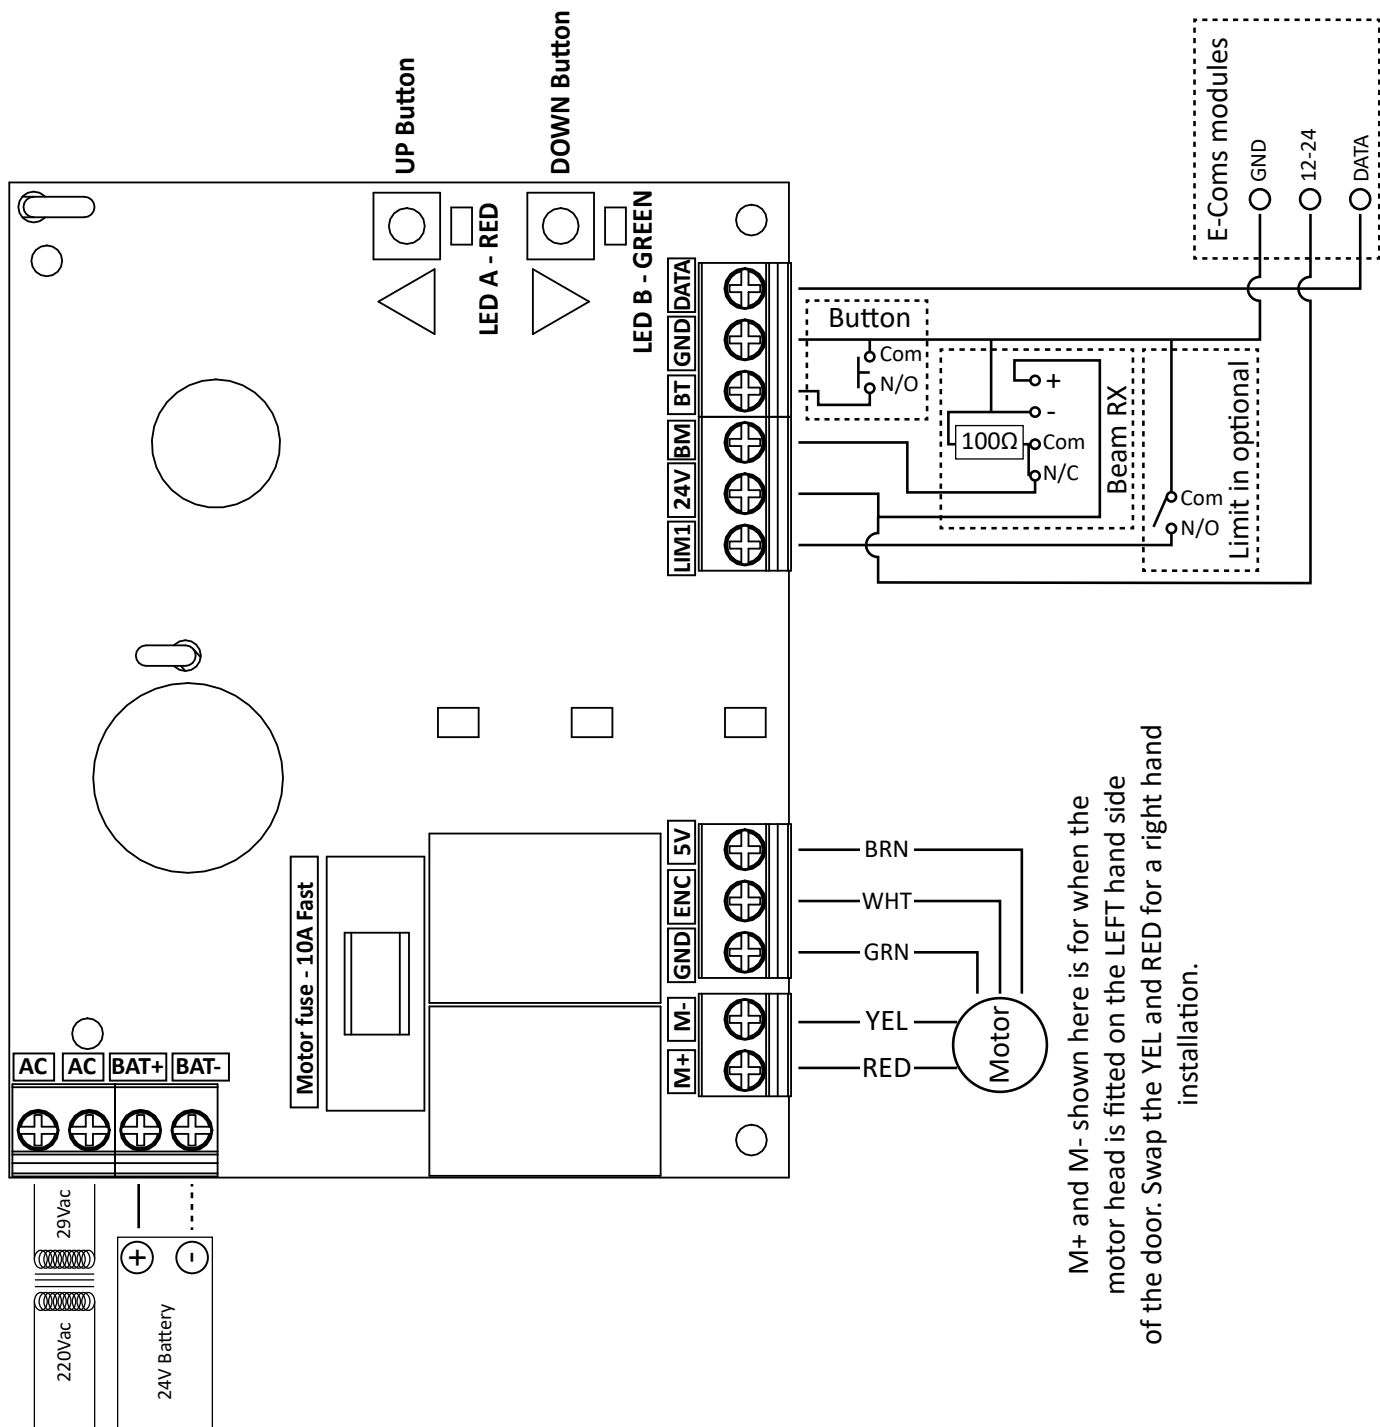 E-Coms modules
GND
12-24
DATA
UP Button
DOWN Button
LED A - RED
LED B - GREEN
DATA
GND
BT
BM
24V
LIM1
Button
Com
N/O
+
-
100Ω
Com
N/C
Beam RX
Com
N/O
Limit in optional
Motor fuse - 10A Fast
5V
ENC
GND
M-
M+
BRN
WHT
GRN
YEL
RED
Motor
AC
AC
BAT+
BAT-
29Vac
220Vac
+
-
24V Battery
M+ and M- shown here is for when the
motor head is fitted on the LEFT hand side
of the door. Swap the YEL and RED for a right hand
installation.